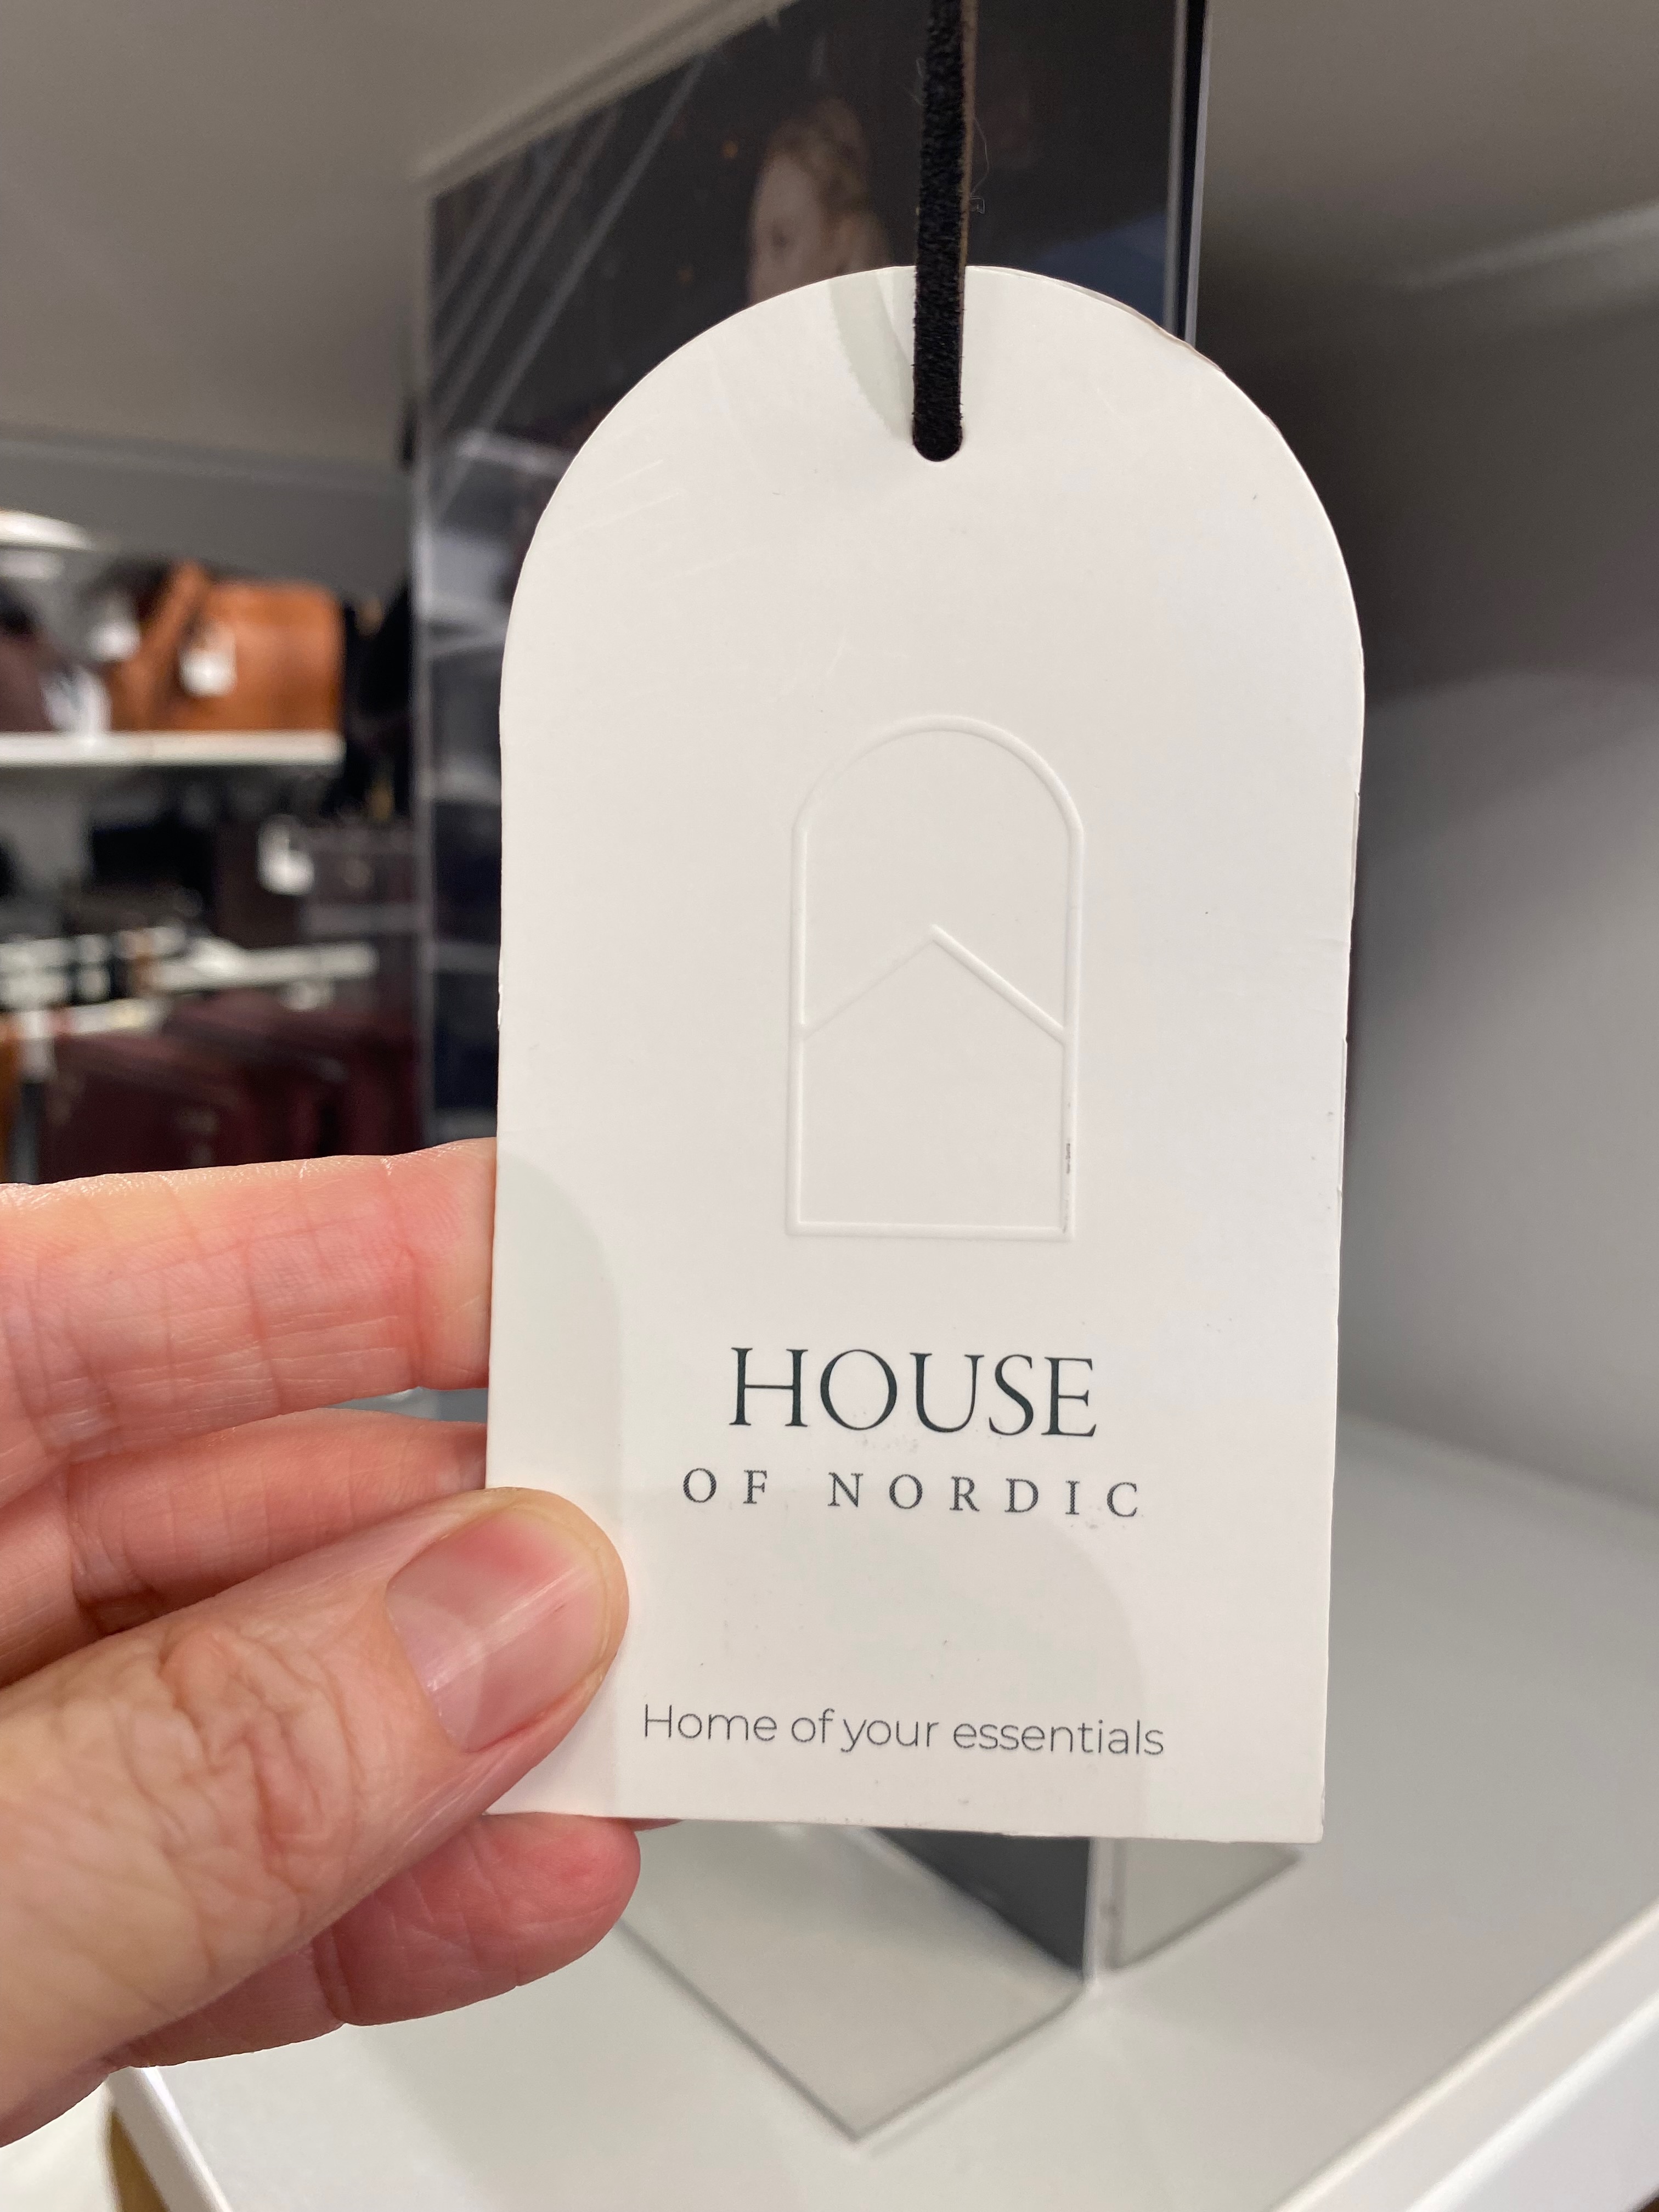 HOUSE
OF NORDIC
Home of your essentials